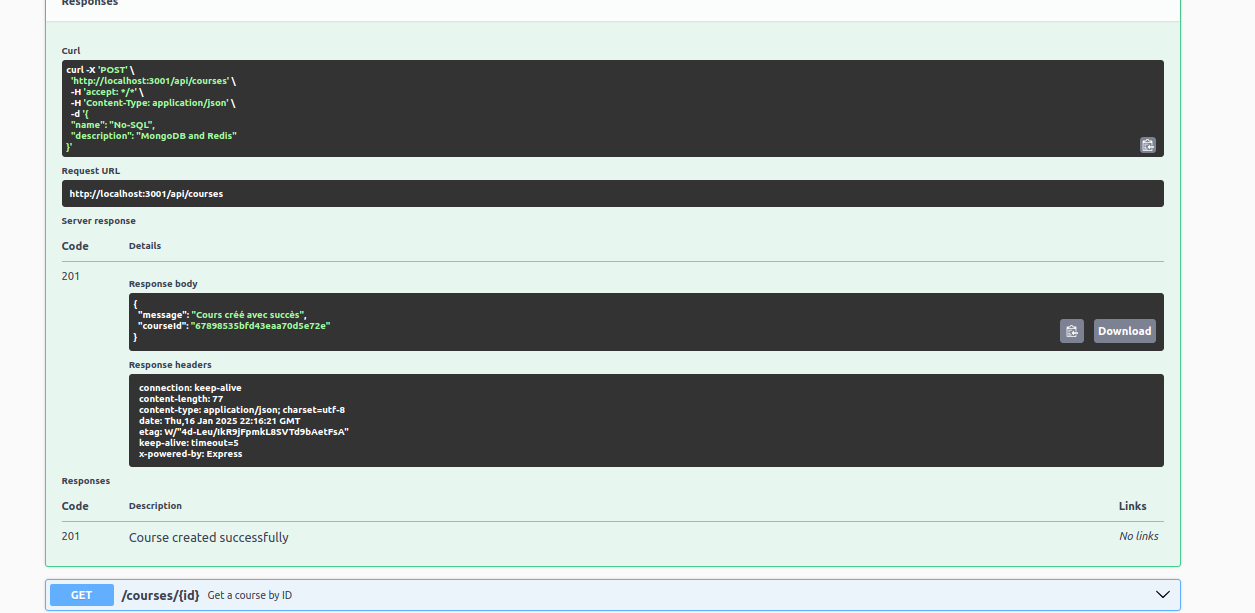 Responses
Curl
curl -X 'POST' \
'http://localhost:3001/api/courses' \
-H 'accept: */*' \
-H 'Content-Type: application/json' \
-d '{
"name": "No-SQL",
"description": "MongoDB and Redis"
}'
Request URL
http://localhost:3001/api/courses
Server response
Code Details
201
Response body
{
"message": "Cours créé avec succès",
"courseId": "67898535bfd43eaa70d5e72e"
}
Download
Response headers
connection: keep-alive
content-length: 77
content-type: application/json; charset=utf-8
date: Thu,16 Jan 2025 22:16:21 GMT
etag: W/"4d-Leu/IkR9jFpmkL8SVTd9bAetFsA"
keep-alive: timeout=5
x-powered-by: Express
Responses
Code Description Links
201 Course created successfully No links
GET /courses/{id} Get a course by ID